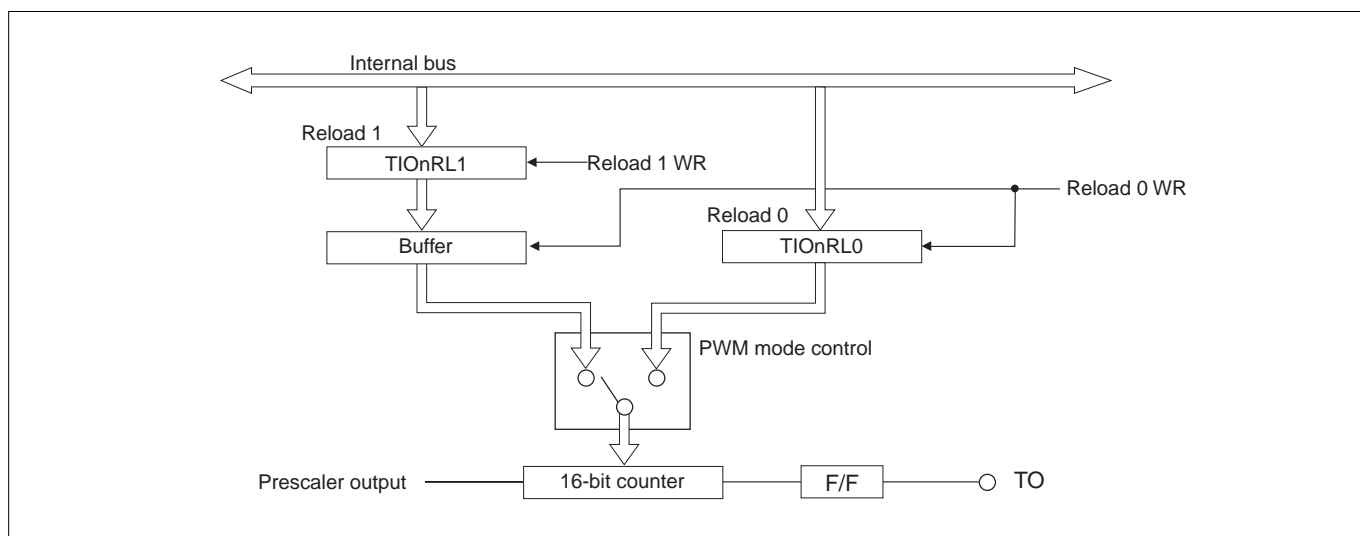 Internal bus
Reload 1
TIOnRL1
Reload 1 WR
Reload 0 WR
Reload 0
Buffer
TIOnRL0
PWM mode control
Prescaler output
16-bit counter
F/F
TO